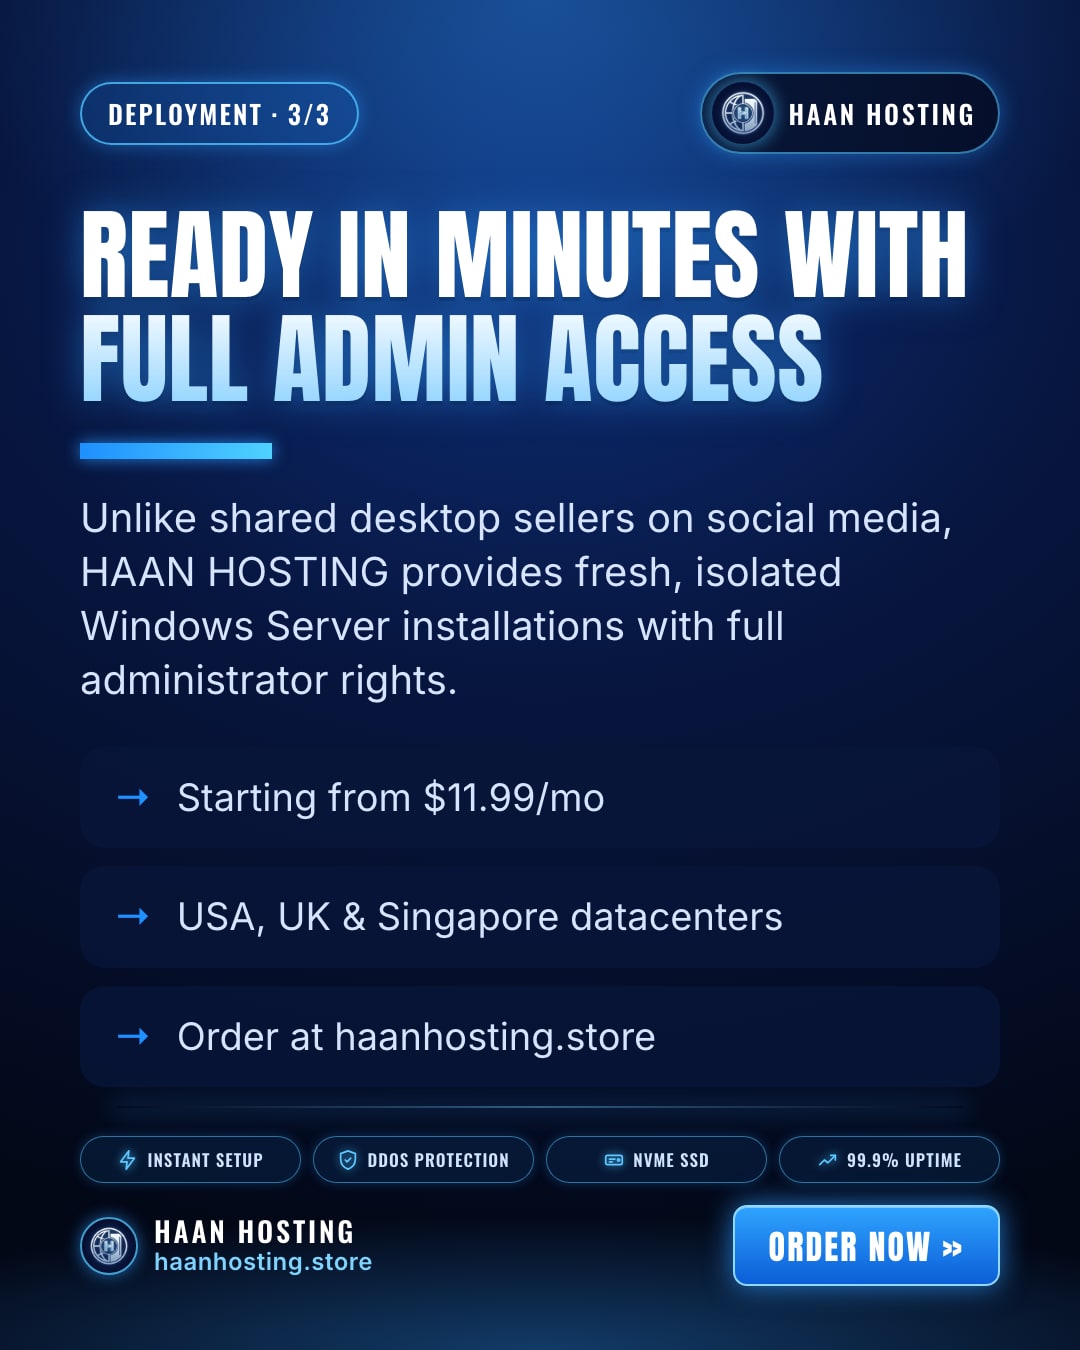 DEPLOYMENT · 3/3
HAAN HOSTING
READY IN MINUTES WITH
FULL ADMIN ACCESS
Unlike shared desktop sellers on social media,
HAAN HOSTING provides fresh, isolated
Windows Server installations with full
administrator rights.
→ Starting from $11.99/mo
→ USA, UK & Singapore datacenters
→ Order at haanhosting.store
INSTANT SETUP
DDOS PROTECTION
NVME SSD
99.9% UPTIME
HAAN HOSTING
haanhosting.store
ORDER NOW »